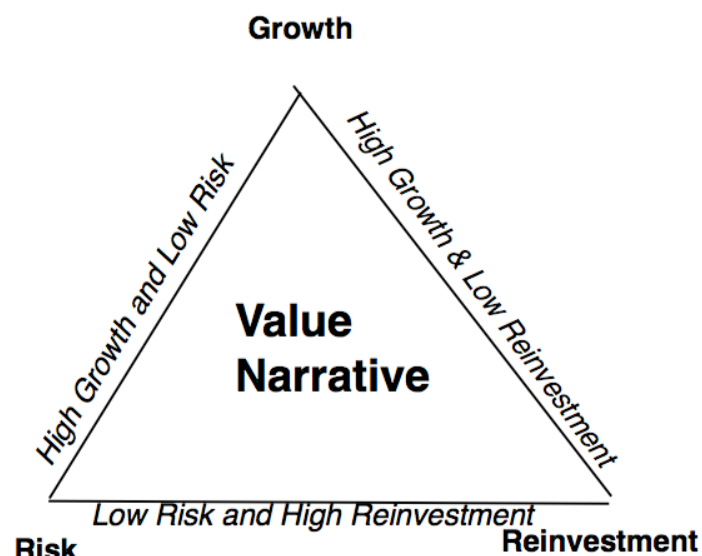 Growth
High Growth and Low Risk
High Growth & Low Reinvestment
Value
Narrative
Low Risk and High Reinvestment
Risk
Reinvestment